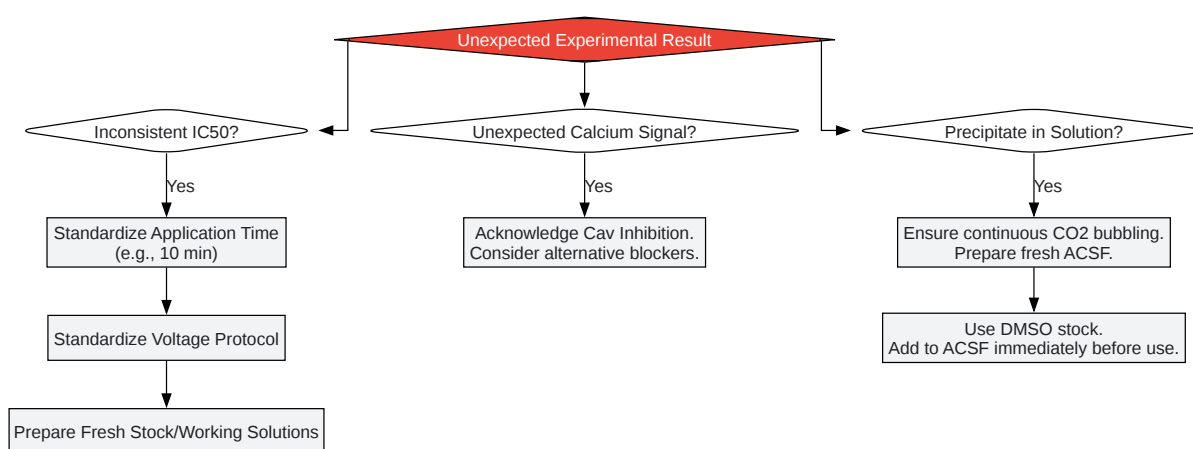 Unexpected Experimental Result
Inconsistent IC50?
Unexpected Calcium Signal?
Precipitate in Solution?
Yes
Yes
Yes
Standardize Application Time
(e.g., 10 min)
Acknowledge Cav Inhibition.
Consider alternative blockers.
Ensure continuous CO2 bubbling.
Prepare fresh ACSF.
Standardize Voltage Protocol
Use DMSO stock.
Add to ACSF immediately before use.
Prepare Fresh Stock/Working Solutions